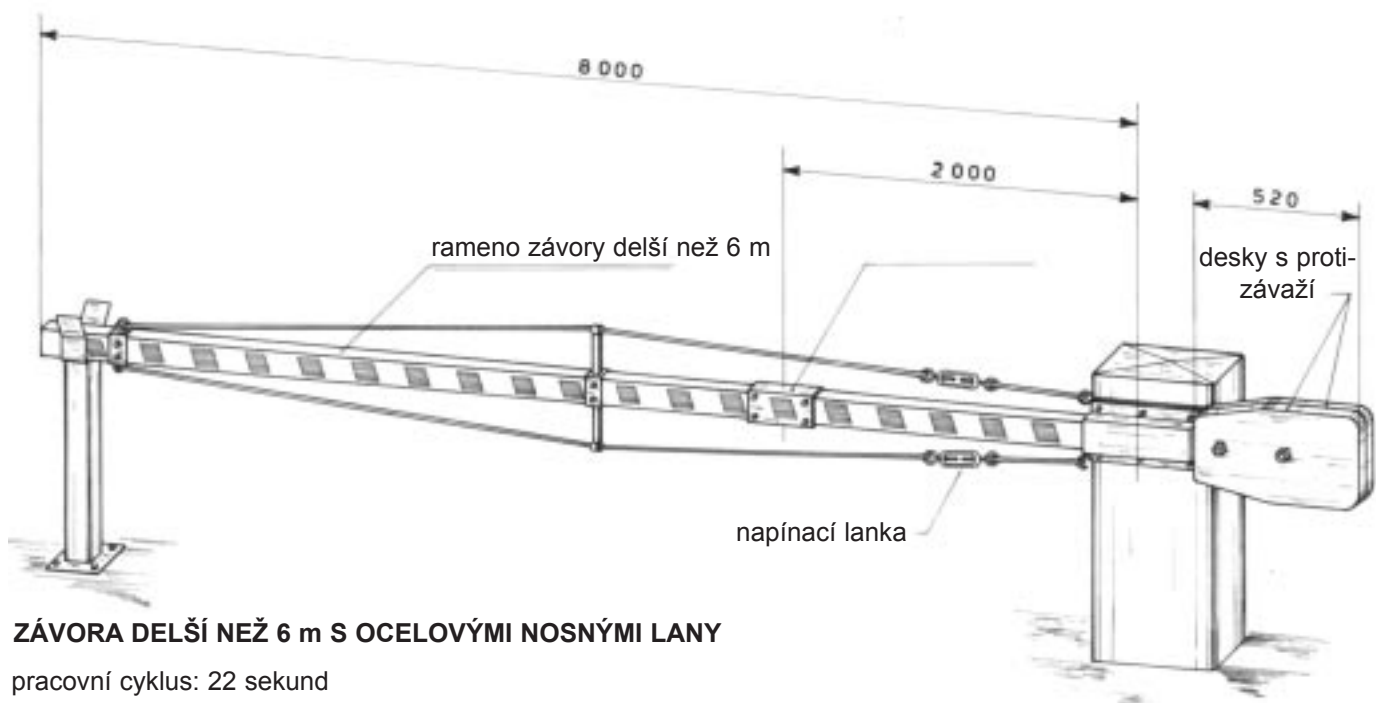 8000
2000
520
rameno závory delší než 6 m
desky s proti-
závaží
napínací lanka
ZÁVORA DELŠÍ NEŽ 6 m S OCELOVÝMI NOSNÝMI LANY
pracovní cyklus: 22 sekund